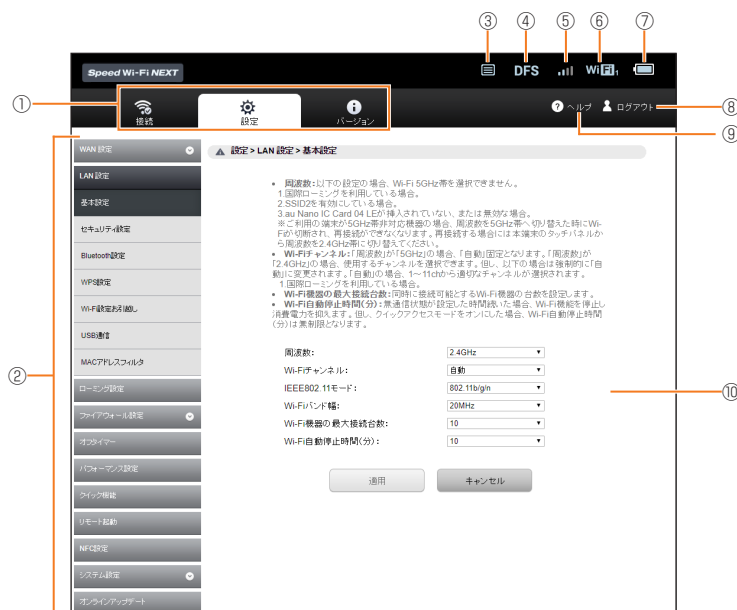 ③ ④ ⑤ ⑥ ⑦
Speed Wi-Fi NEXT DFS WiFi1
① 接続 設定 バージョン ? ヘルプ ログアウト ⑧
⑨
WAN 設定
設定 > LAN 設定 > 基本設定
LAN 設定
基本設定
セキュリティ設定
Bluetooth設定
WPS設定
Wi-Fi設定お引越し
USB通信
MACアドレスフィルタ
②
ローミング設定
ファイアウォール設定
オフタイマー
パフォーマンス設定
クイック機能
リモート起動
NFC設定
システム設定
オンラインアップデート
• 周波数:以下の設定の場合、Wi-Fi 5GHz帯を選択できません。
1.国際ローミングを利用している場合。
2.SSID2を有効にしている場合。
3.au Nano IC Card 04 LEが挿入されていない、または無効な場合。
※ご利用の端末が5GHz帯非対応機器の場合、周波数を5GHz帯へ切り替えた時にWi-
Fiが切断され、再接続ができなくなります。再接続する場合には本端末のタッチパネルか
ら周波数を2.4GHz帯に切り替えてください。
• Wi-Fiチャンネル:「周波数」が「5GHz」の場合、「自動」固定となります。「周波数」が
「2.4GHz」の場合、使用するチャンネルを選択できます。但し、以下の場合は強制的に「自
動」に変更されます。「自動」の場合、1～11chから適切なチャンネルが選択されます。
1.国際ローミングを利用している場合。
• Wi-Fi機器の最大接続台数:同時に接続可能とするWi-Fi機器の台数を設定します。
• Wi-Fi自動停止時間(分):無通信状態が設定した時間続いた場合、Wi-Fi機能を停止し
消費電力を抑えます。但し、クイックアクセスモードをオンにした場合、Wi-Fi自動停止時間
(分)は無制限となります。
周波数: 2.4GHz
Wi-Fiチャンネル: 自動
IEEE802.11モード: 802.11b/g/n
⑩
Wi-Fiバンド幅: 20MHz
Wi-Fi機器の最大接続台数: 10
Wi-Fi自動停止時間(分): 10
適用 キャンセル